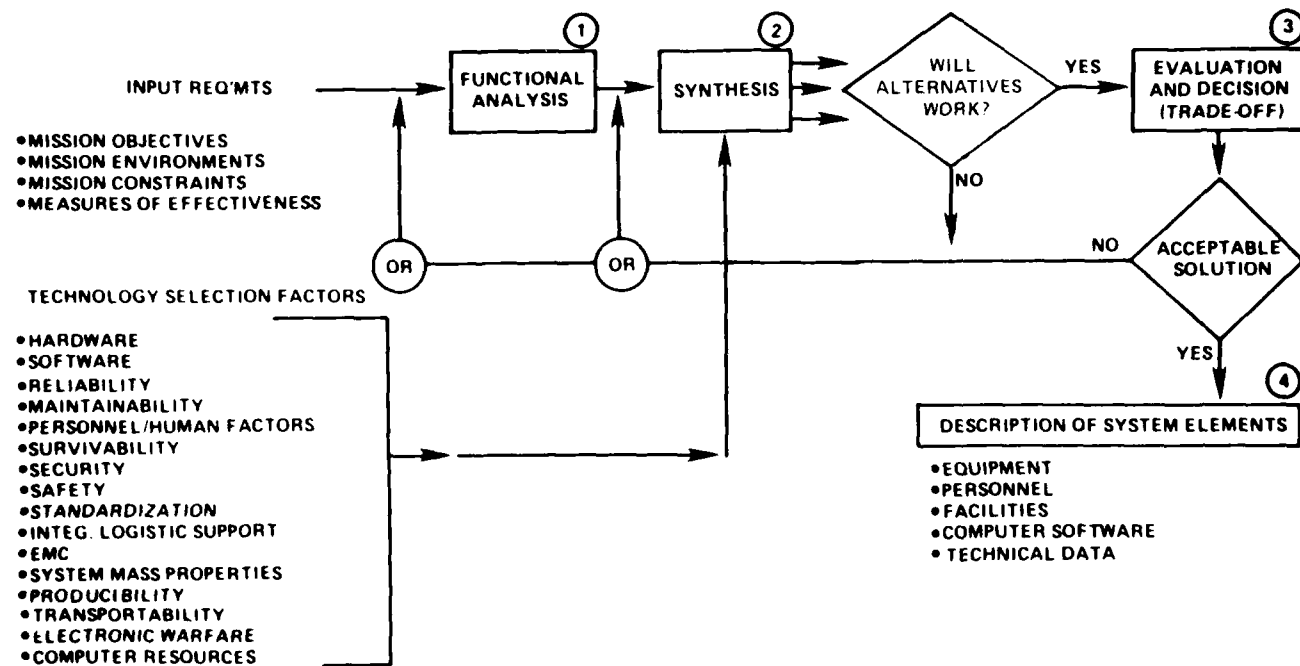 1
2
3
INPUT REQ'MTS
FUNCTIONAL
ANALYSIS
SYNTHESIS
WILL
ALTERNATIVES
WORK?
YES
EVALUATION
AND DECISION
(TRADE-OFF)
•MISSION OBJECTIVES
•MISSION ENVIRONMENTS
•MISSION CONSTRAINTS
•MEASURES OF EFFECTIVENESS
NO
OR
OR
NO
ACCEPTABLE
SOLUTION
YES
TECHNOLOGY SELECTION FACTORS
•HARDWARE
•SOFTWARE
•RELIABILITY
•MAINTAINABILITY
•PERSONNEL/HUMAN FACTORS
•SURVIVABILITY
•SECURITY
•SAFETY
•STANDARDIZATION
•INTEG. LOGISTIC SUPPORT
•EMC
•SYSTEM MASS PROPERTIES
•PRODUCIBILITY
•TRANSPORTABILITY
•ELECTRONIC WARFARE
•COMPUTER RESOURCES
4
DESCRIPTION OF SYSTEM ELEMENTS
•EQUIPMENT
•PERSONNEL
•FACILITIES
•COMPUTER SOFTWARE
•TECHNICAL DATA